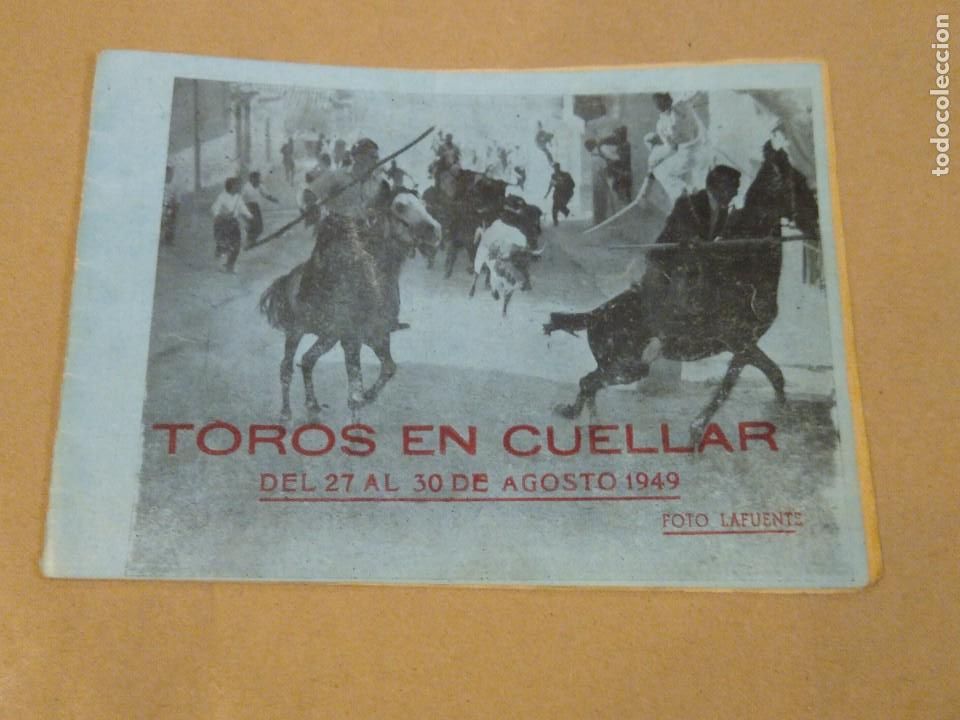 TOROS EN CUELLAR
DEL 27 AL 30 DE AGOSTO 1949
FOTO LAFUENTE
todocoleccion